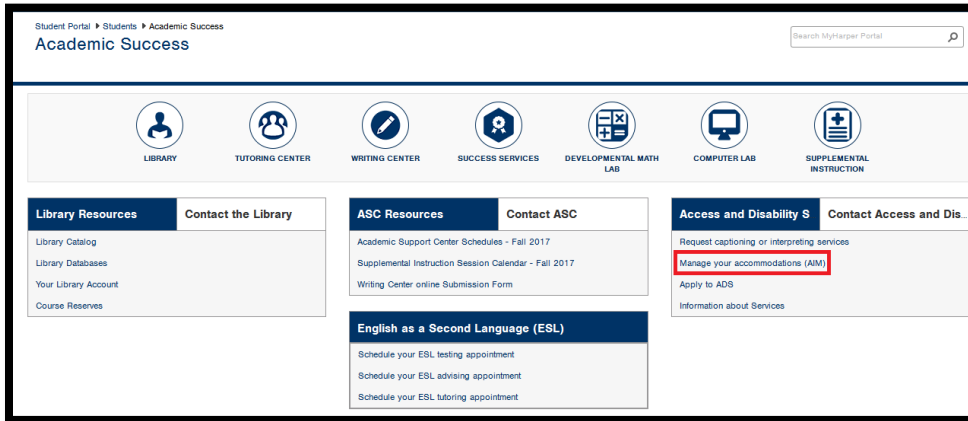 Student Portal ▶ Students ▶ Academic Success
Academic Success
Search MyHarper Portal
LIBRARY
TUTORING CENTER
WRITING CENTER
SUCCESS SERVICES
DEVELOPMENTAL MATH
LAB
COMPUTER LAB
SUPPLEMENTAL
INSTRUCTION
Library Resources
Contact the Library
Library Catalog
Library Databases
Your Library Account
Course Reserves
ASC Resources
Contact ASC
Academic Support Center Schedules - Fall 2017
Supplemental Instruction Session Calendar - Fall 2017
Writing Center online Submission Form
English as a Second Language (ESL)
Schedule your ESL testing appointment
Schedule your ESL advising appointment
Schedule your ESL tutoring appointment
Access and Disability S
Contact Access and Dis...
Request captioning or interpreting services
Manage your accommodations (AIM)
Apply to ADS
Information about Services